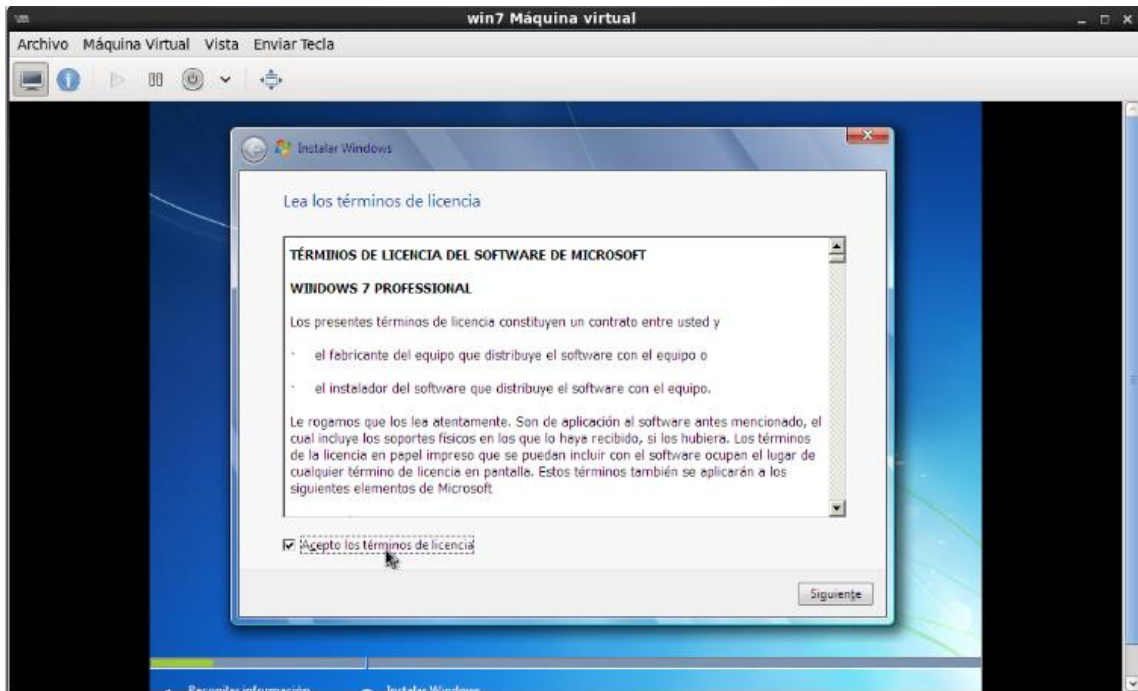 win7 Máquina virtual
Archivo Máquina Virtual Vista Enviar Tecla
Instalar Windows
Lea los términos de licencia
TÉRMINOS DE LICENCIA DEL SOFTWARE DE MICROSOFT
WINDOWS 7 PROFESSIONAL
Los presentes términos de licencia constituyen un contrato entre usted y
· el fabricante del equipo que distribuye el software con el equipo o
· el instalador del software que distribuye el software con el equipo.
Le rogamos que los lea atentamente. Son de aplicación al software antes mencionado, el
cual incluye los soportes físicos en los que lo haya recibido, si los hubiera. Los términos
de la licencia en papel impreso que se puedan incluir con el software ocupan el lugar de
cualquier término de licencia en pantalla. Estos términos también se aplicarán a los
siguientes elementos de Microsoft
Acepto los términos de licencia
Siguiente
Recopilar información Instalar Windows